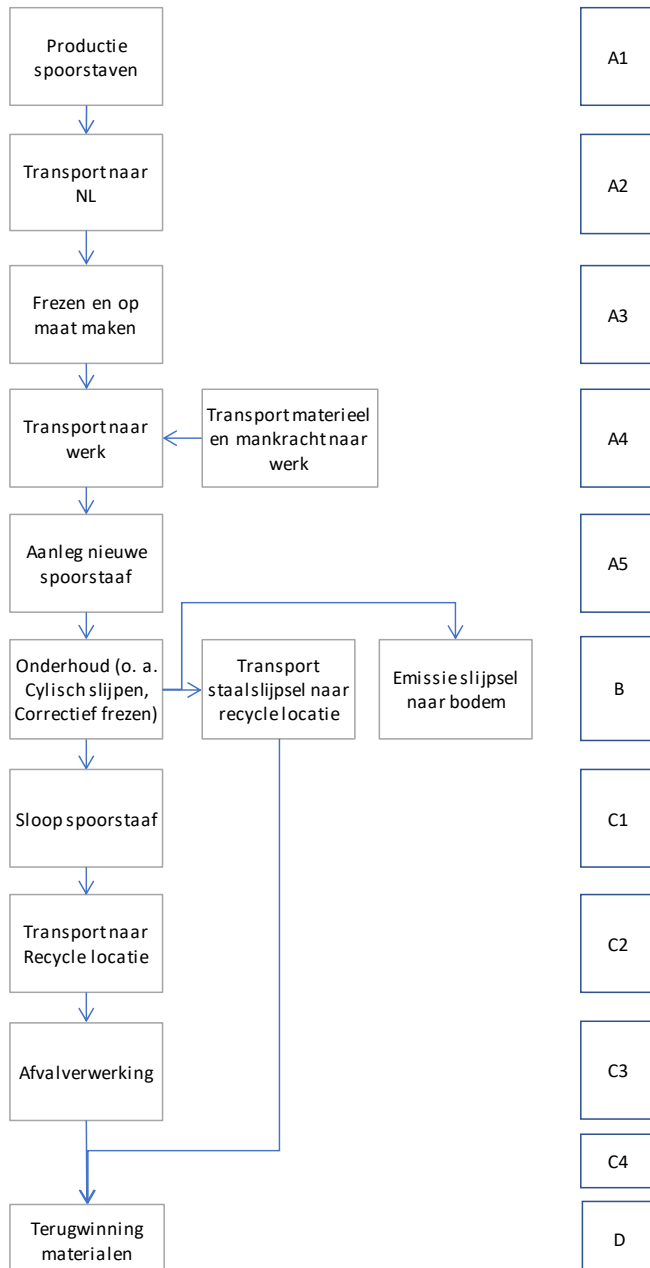 Productie
spoorstaven
A1
Transport naar
NL
A2
Frezen en op
maat maken
A3
Transport naar
werk
Transport materieel
en mankracht naar
werk
A4
Aanleg nieuwe
spoorstaaf
A5
Onderhoud (o. a.
Cylisch slijpen,
Correctief frezen)
Transport
staalslijpsel naar
recycle locatie
Emissie slijpsel
naar bodem
B
Sloop spoorstaaf
C1
Transport naar
Recycle locatie
C2
Afvalverwerking
C3
C4
Terugwinning
materialen
D